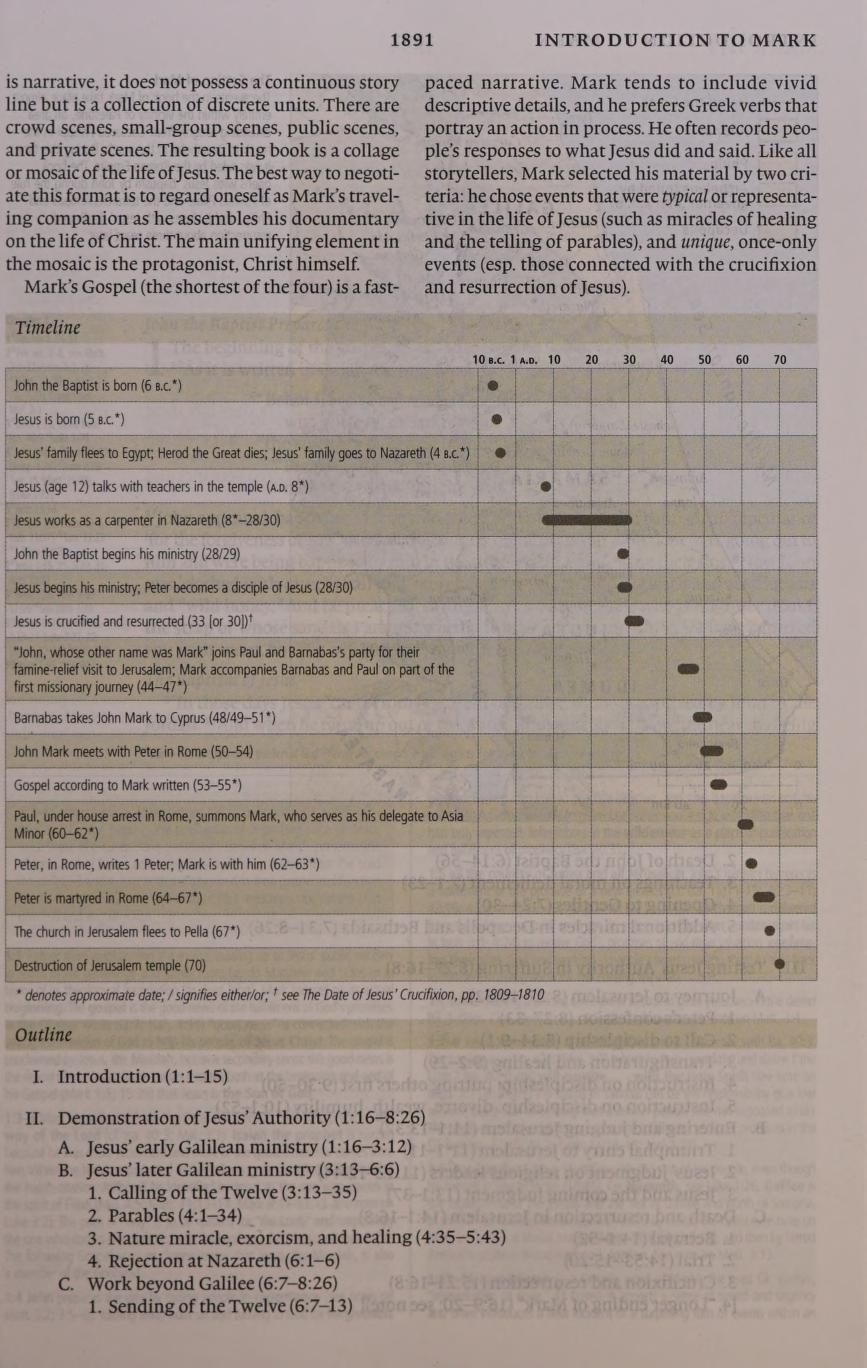 1891
INTRODUCTION TO MARK
is narrative, it does not possess a continuous story
line but is a collection of discrete units. There are
crowd scenes, small-group scenes, public scenes,
and private scenes. The resulting book is a collage
or mosaic of the life of Jesus. The best way to negoti-
ate this format is to regard oneself as Mark's travel-
ing companion as he assembles his documentary
on the life of Christ. The main unifying element in
the mosaic is the protagonist, Christ himself.
Mark's Gospel (the shortest of the four) is a fast-
paced narrative. Mark tends to include vivid
descriptive details, and he prefers Greek verbs that
portray an action in process. He often records peo-
ple's responses to what Jesus did and said. Like all
storytellers, Mark selected his material by two cri-
teria: he chose events that were typical or representa-
tive in the life of Jesus (such as miracles of healing
and the telling of parables), and unique, once-only
events (esp. those connected with the crucifixion
and resurrection of Jesus).
Timeline
10 B.C. 1 A.D. 10 20 30 40 50 60 70
John the Baptist is born (6 B.C.*)
Jesus is born (5 B.C.*)
Jesus' family flees to Egypt; Herod the Great dies; Jesus' family goes to Nazareth (4 B.C.*)
Jesus (age 12) talks with teachers in the temple (A.D. 8*)
Jesus works as a carpenter in Nazareth (8*–28/30)
John the Baptist begins his ministry (28/29)
Jesus begins his ministry; Peter becomes a disciple of Jesus (28/30)
Jesus is crucified and resurrected (33 [or 30])†
"John, whose other name was Mark" joins Paul and Barnabas's party for their
famine-relief visit to Jerusalem; Mark accompanies Barnabas and Paul on part of the
first missionary journey (44–47*)
Barnabas takes John Mark to Cyprus (48/49–51*)
John Mark meets with Peter in Rome (50–54)
Gospel according to Mark written (53–55*)
Paul, under house arrest in Rome, summons Mark, who serves as his delegate to Asia
Minor (60–62*)
Peter, in Rome, writes 1 Peter; Mark is with him (62–63*)
Peter is martyred in Rome (64–67*)
The church in Jerusalem flees to Pella (67*)
Destruction of Jerusalem temple (70)
* denotes approximate date; / signifies either/or; † see The Date of Jesus' Crucifixion, pp. 1809–1810
Outline
I. Introduction (1:1–15)
II. Demonstration of Jesus' Authority (1:16–8:26)
A. Jesus' early Galilean ministry (1:16–3:12)
B. Jesus' later Galilean ministry (3:13–6:6)
1. Calling of the Twelve (3:13–35)
2. Parables (4:1–34)
3. Nature miracle, exorcism, and healing (4:35–5:43)
4. Rejection at Nazareth (6:1–6)
C. Work beyond Galilee (6:7–8:26)
1. Sending of the Twelve (6:7–13)